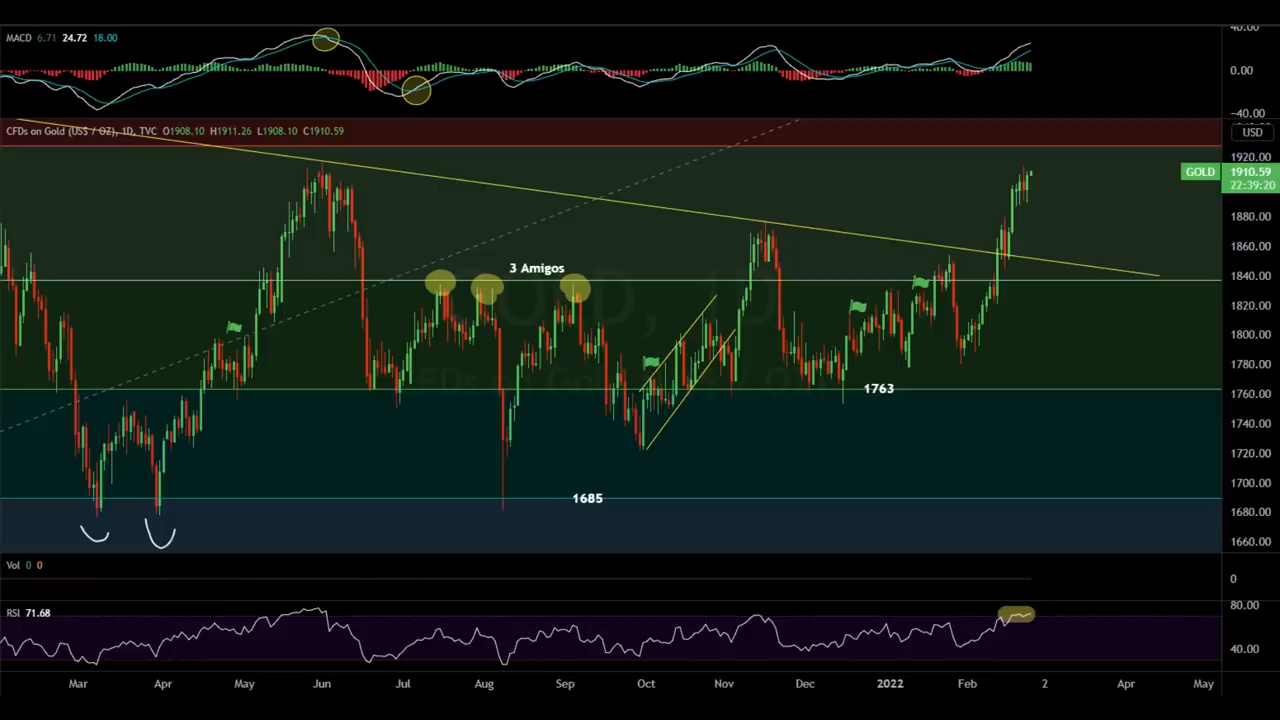 MACD 6.71 24.72 18.00
40.00
0.00
−40.00
CFDs on Gold (US$ / OZ), 1D, TVC O1908.10 H1911.26 L1908.10 C1910.59
USD
1920.00
GOLD 1910.59
22:39:20
1880.00
1860.00
3 Amigos
1840.00
1820.00
1800.00
1780.00
1763
1760.00
1740.00
1720.00
1700.00
1685
1680.00
1660.00
Vol 0 0
0
RSI 71.68
80.00
40.00
Mar Apr May Jun Jul Aug Sep Oct Nov Dec 2022 Feb 2 Apr May